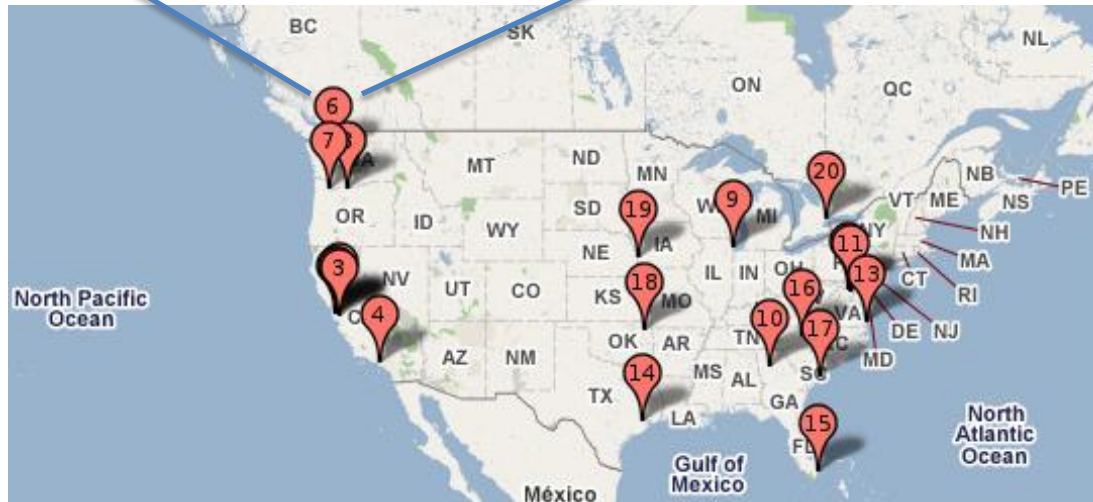 BC
SK
NL
ON
QC
6
7
MT
ND
MN
20
NB
PE
VT
ME
NS
OR
ID
SD
19
9
MI
NY
NH
WY
IA
MA
3
NV
NE
IL
IN
OH
11
CT
RI
North Pacific
Ocean
UT
CO
KS
18
MO
16
13
VA
DE
NJ
4
10
17
MD
AZ
NM
OK
AR
TN
SC
14
MS
AL
TX
GA
LA
15
North
Atlantic
Ocean
Gulf of
Mexico
México